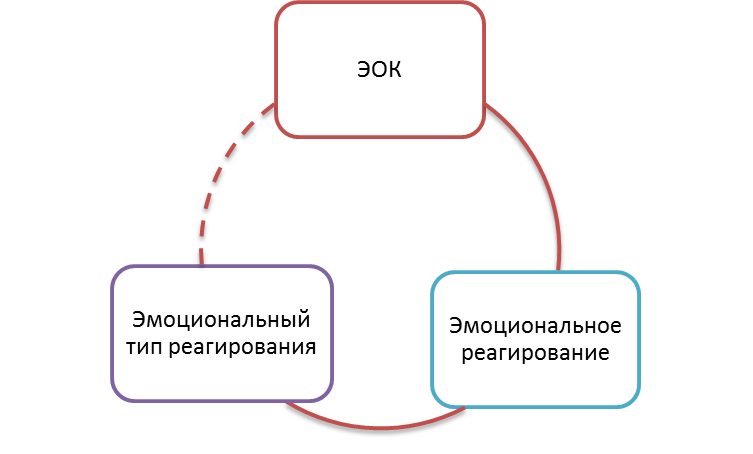 ЭОК
Эмоциональный
тип реагирования
Эмоциональное
реагирование